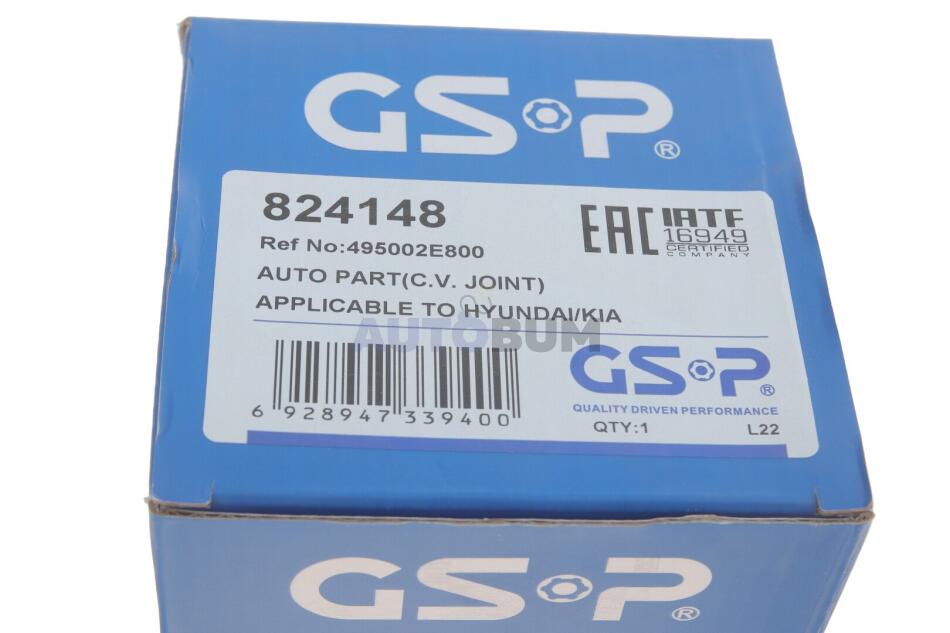 GS•P®
824148
EAC
IATF
16949
CERTIFIED
COMPANY
Ref No:495002E800
AUTO PART(C.V. JOINT)
APPLICABLE TO HYUNDAI/KIA
AUTOBUM
GS•P®
QUALITY DRIVEN PERFORMANCE
6 928947 339400
QTY:1 L22
GS•P®